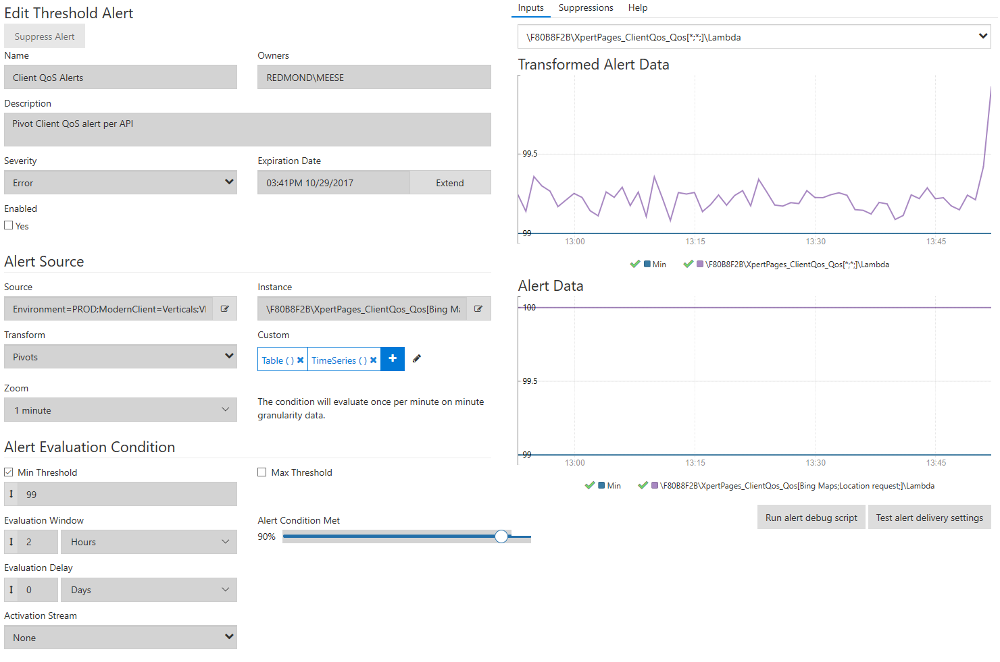 Edit Threshold Alert
Suppress Alert
Name
Owners
Client QoS Alerts
REDMOND\MEESE
Description
Pivot Client QoS alert per API
Severity
Expiration Date
Error
03:41PM 10/29/2017
Extend
Enabled
Yes
Alert Source
Source
Instance
Environment=PROD;ModernClient=Verticals;VI
\F80B8F2B\XpertPages_ClientQos_Qos[Bing Ma
Transform
Custom
Pivots
Table ( )
TimeSeries ( )
Zoom
1 minute
The condition will evaluate once per minute on minute
granularity data.
Alert Evaluation Condition
Min Threshold
Max Threshold
99
Evaluation Window
Alert Condition Met
2
Hours
90%
Evaluation Delay
0
Days
Activation Stream
None
Inputs
Suppressions
Help
\F80B8F2B\XpertPages_ClientQos_Qos[*;*;]\Lambda
Transformed Alert Data
99.5
99
13:00
13:15
13:30
13:45
Min
\F80B8F2B\XpertPages_ClientQos_Qos[*;*;]\Lambda
Alert Data
100
99.5
99
13:00
13:15
13:30
13:45
Min
\F80B8F2B\XpertPages_ClientQos_Qos[Bing Maps;Location request;]\Lambda
Run alert debug script
Test alert delivery settings